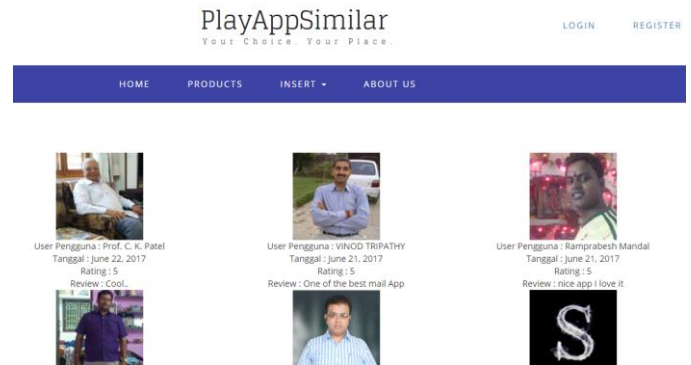 PlayAppSimilar
Your Choice. Your Place.
LOGIN REGISTER
HOME PRODUCTS INSERT ABOUT US
User Pengguna : Prof. C. K. Patel
Tanggal : June 22, 2017
Rating : 5
Review : Cool..
User Pengguna : VINOD TRIPATHY
Tanggal : June 21, 2017
Rating : 5
Review : One of the best mail App
User Pengguna : Ramprabesh Mandal
Tanggal : June 21, 2017
Rating : 5
Review : nice app I love it
S